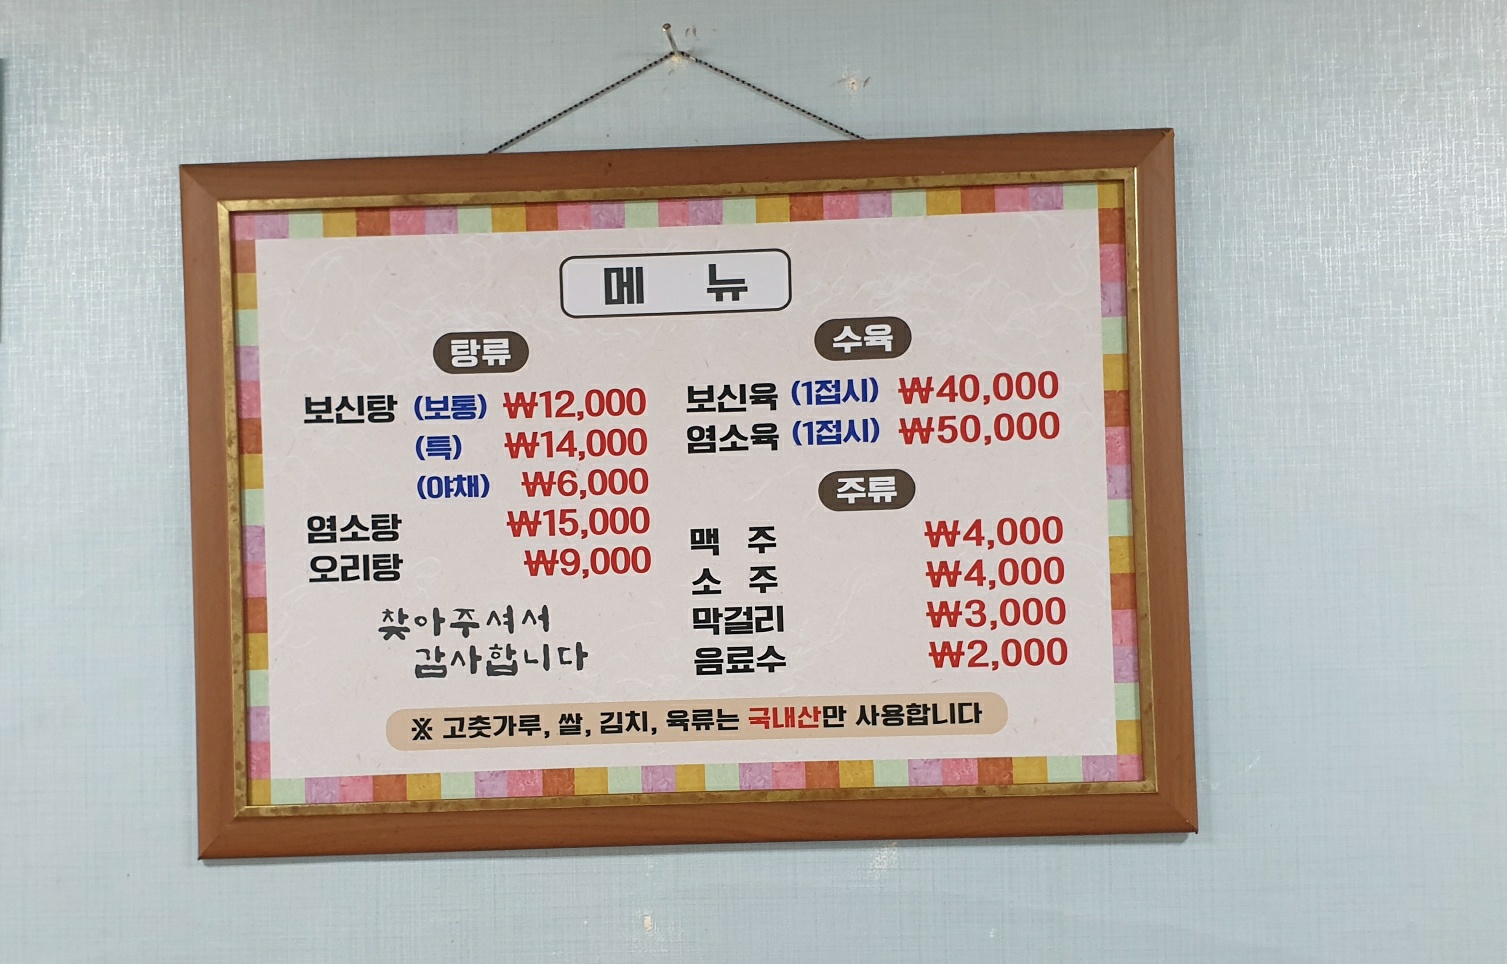 메 뉴
탕류
보신탕 (보통) ₩12,000
(특) ₩14,000
(야채) ₩6,000
염소탕 ₩15,000
오리탕 ₩9,000
찾아주셔서
감사합니다
수육
보신육 (1접시) ₩40,000
염소육 (1접시) ₩50,000
주류
맥 주 ₩4,000
소 주 ₩4,000
막걸리 ₩3,000
음료수 ₩2,000
※ 고춧가루, 쌀, 김치, 육류는 국내산만 사용합니다